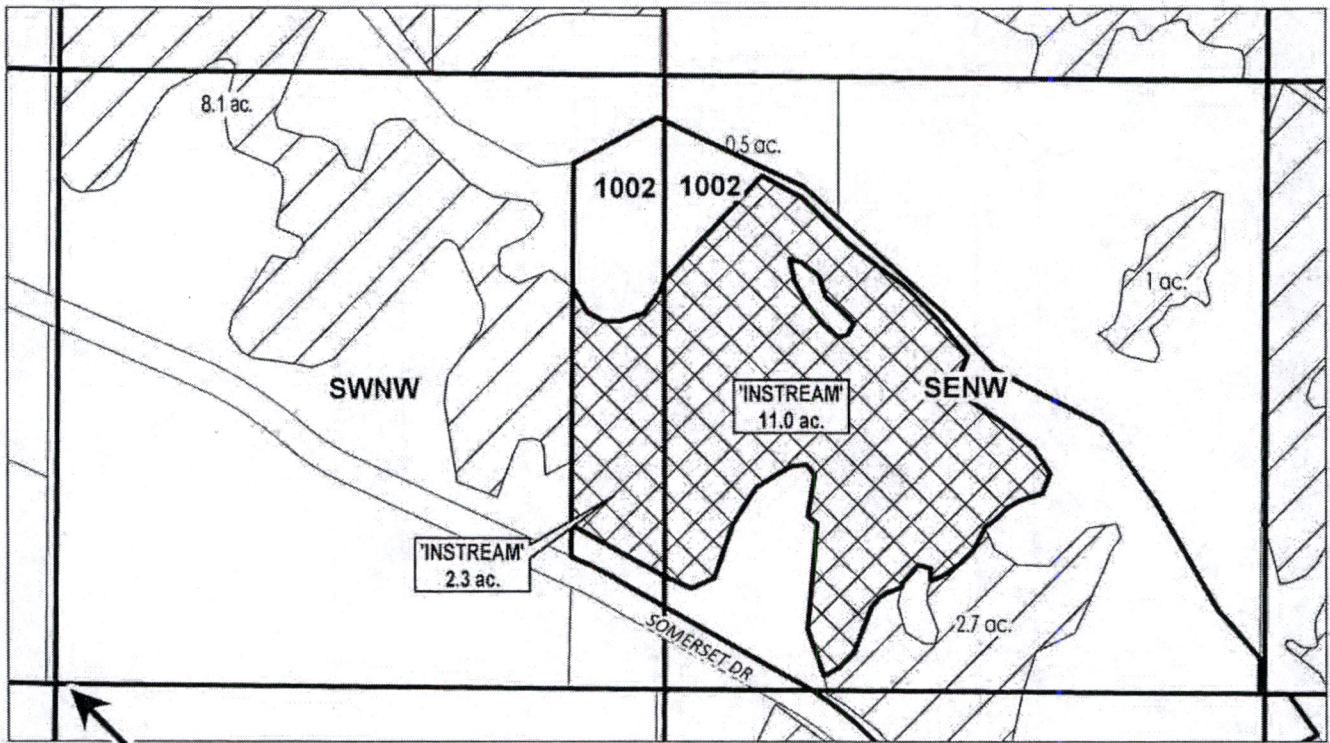 8.1 ac.
0.5 ac.
1002 1002
1 ac.
SWNW
'INSTREAM'
11.0 ac.
SENW
'INSTREAM'
2.3 ac.
2.7 ac.
SOMERSET DR